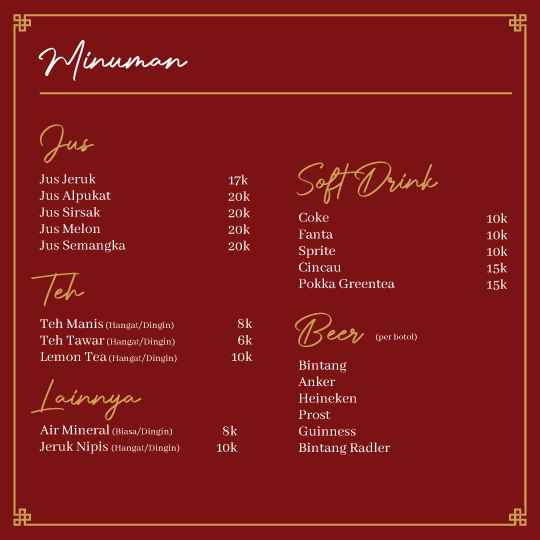 Minuman
Jus
Jus Jeruk 17k
Jus Alpukat 20k
Jus Sirsak 20k
Jus Melon 20k
Jus Semangka 20k
Teh
Teh Manis (Hangat/Dingin) 8k
Teh Tawar (Hangat/Dingin) 6k
Lemon Tea (Hangat/Dingin) 10k
Lainnya
Air Mineral (Biasa/Dingin) 8k
Jeruk Nipis (Hangat/Dingin) 10k
Soft Drink
Coke 10k
Fanta 10k
Sprite 10k
Cincau 15k
Pokka Greentea 15k
Beer (per botol)
Bintang
Anker
Heineken
Prost
Guinness
Bintang Radler